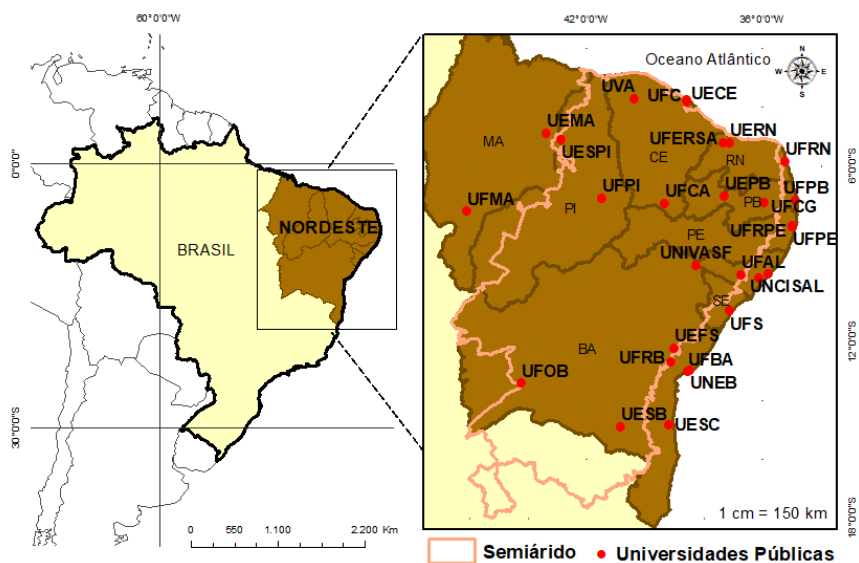 60°0'0"W
0°0'0"
30°0'0"S
BRASIL
NORDESTE
0 550 1.100 2.200 Km
42°0'0"W
36°0'0"W
6°0'0"S
12°0'0"S
18°0'0"S
Oceano Atlântico
N
W E
S
UVA
UFC
UECE
UEMA
UESPI
UFERSA
UERN
UFRN
MA
CE
RN
UFMA
UFPI
UFCA
UEPB
UFPB
PB
UFCG
PI
UFRPE
PE
UFPE
UNIVASF
UFAL
UNCISAL
SE
UFS
BA
UEFS
UFRB
UFBA
UFOB
UNEB
UESB
UESC
1 cm = 150 km
Semiárido
Universidades Públicas